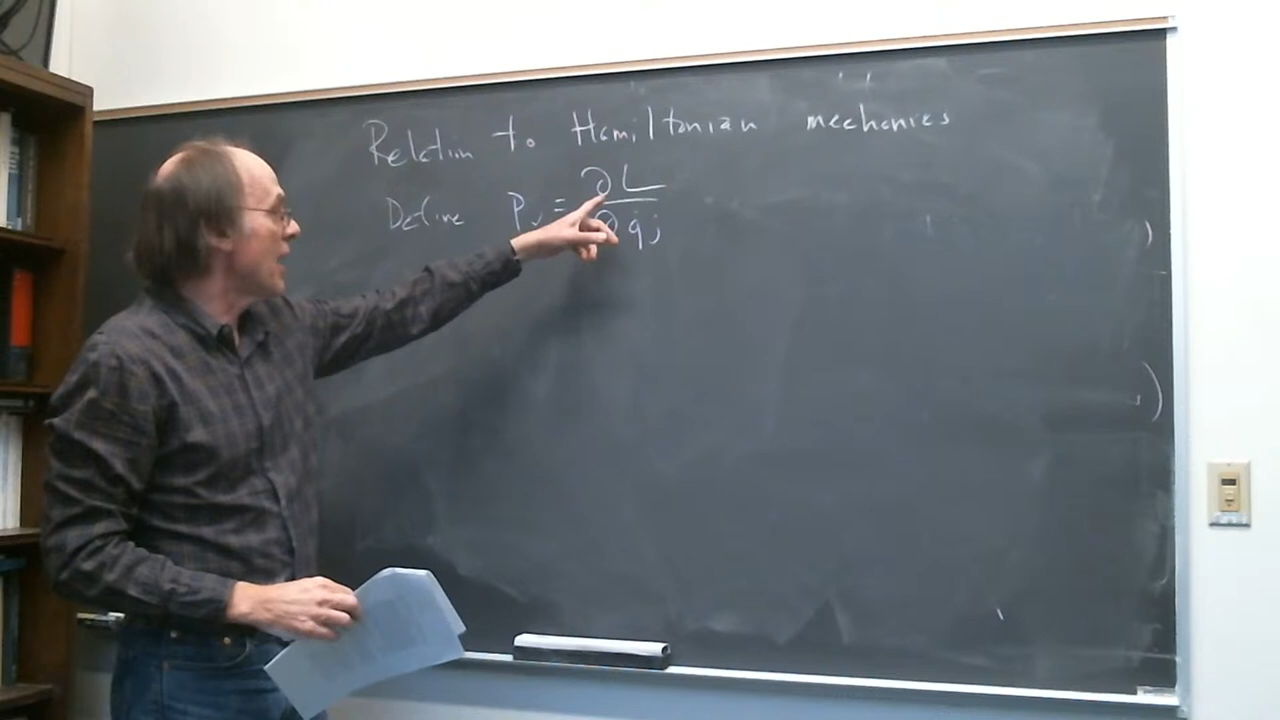 Relation to Hamiltonian mechanics
Define Pj = ∂L / ∂q̇j